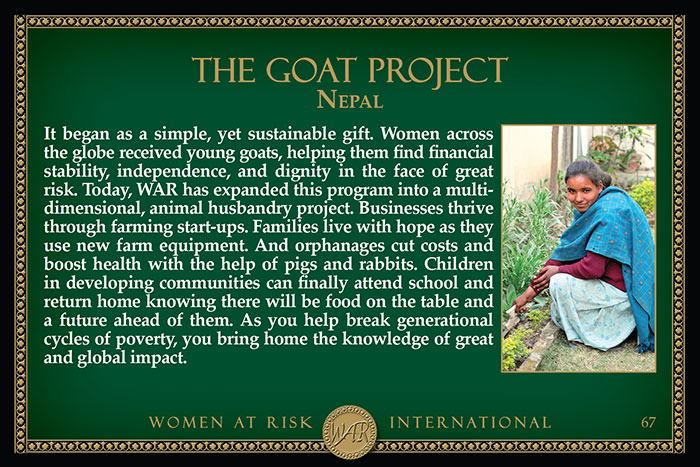 THE GOAT PROJECT
NEPAL
It began as a simple, yet sustainable gift. Women across
the globe received young goats, helping them find financial
stability, independence, and dignity in the face of great
risk. Today, WAR has expanded this program into a multi-
dimensional, animal husbandry project. Businesses thrive
through farming start-ups. Families live with hope as they
use new farm equipment. And orphanages cut costs and
boost health with the help of pigs and rabbits. Children
in developing communities can finally attend school and
return home knowing there will be food on the table and
a future ahead of them. As you help break generational
cycles of poverty, you bring home the knowledge of great
and global impact.
WOMEN AT RISK WAR INTERNATIONAL 67